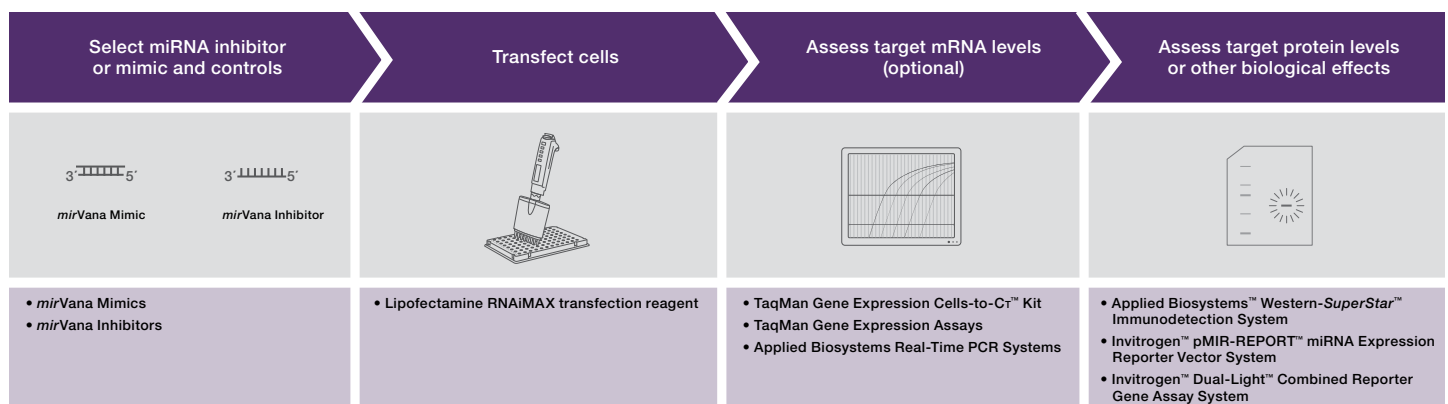 Select miRNA inhibitor
or mimic and controls
Transfect cells
Assess target mRNA levels
(optional)
Assess target protein levels
or other biological effects
3′ 5′
mirVana Mimic
3′ 5′
mirVana Inhibitor
• mirVana Mimics
• mirVana Inhibitors
• Lipofectamine RNAiMAX transfection reagent
• TaqMan Gene Expression Cells-to-CT™ Kit
• TaqMan Gene Expression Assays
• Applied Biosystems Real-Time PCR Systems
• Applied Biosystems™ Western-SuperStar™
Immunodetection System
• Invitrogen™ pMIR-REPORT™ miRNA Expression
Reporter Vector System
• Invitrogen™ Dual-Light™ Combined Reporter
Gene Assay System